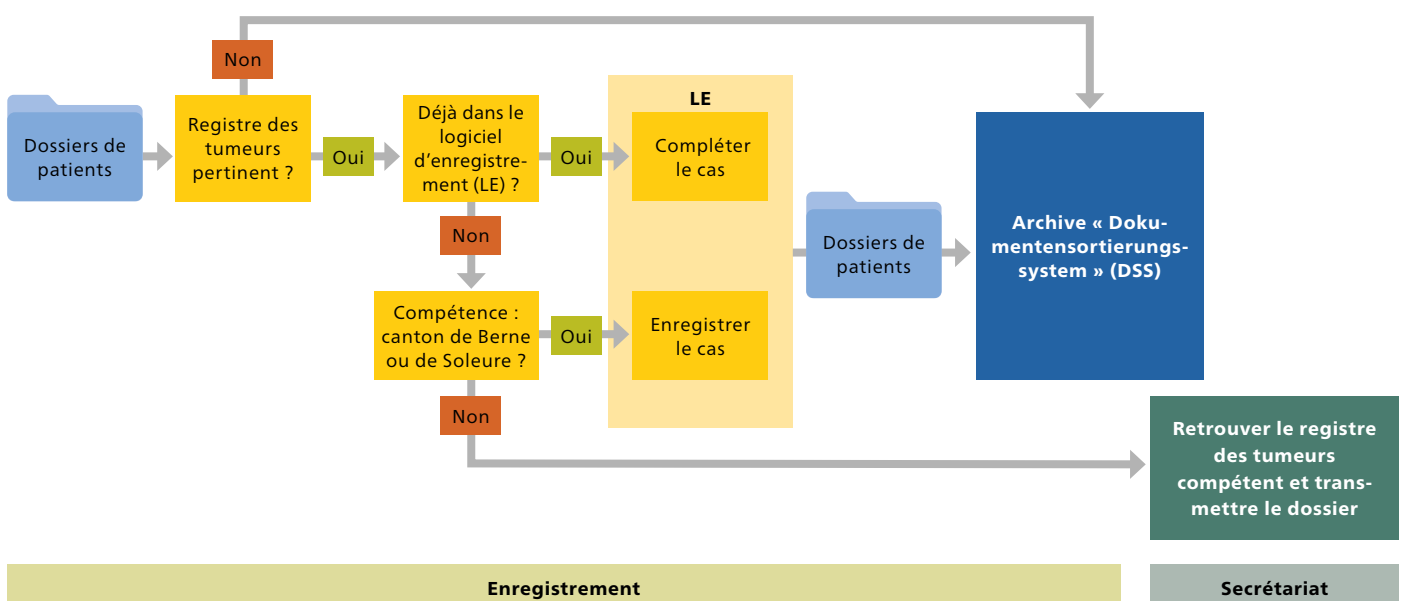 Non
Dossiers de
patients
Registre des
tumeurs
pertinent ?
Oui
Déjà dans le
logiciel
d'enregistre-
ment (LE) ?
Oui
LE
Compléter
le cas
Non
Compétence :
canton de Berne
ou de Soleure ?
Oui
Enregistrer
le cas
Dossiers de
patients
Archive « Doku-
mentensortierungs-
system » (DSS)
Non
Retrouver le registre
des tumeurs
compétent et trans-
mettre le dossier
Enregistrement
Secrétariat